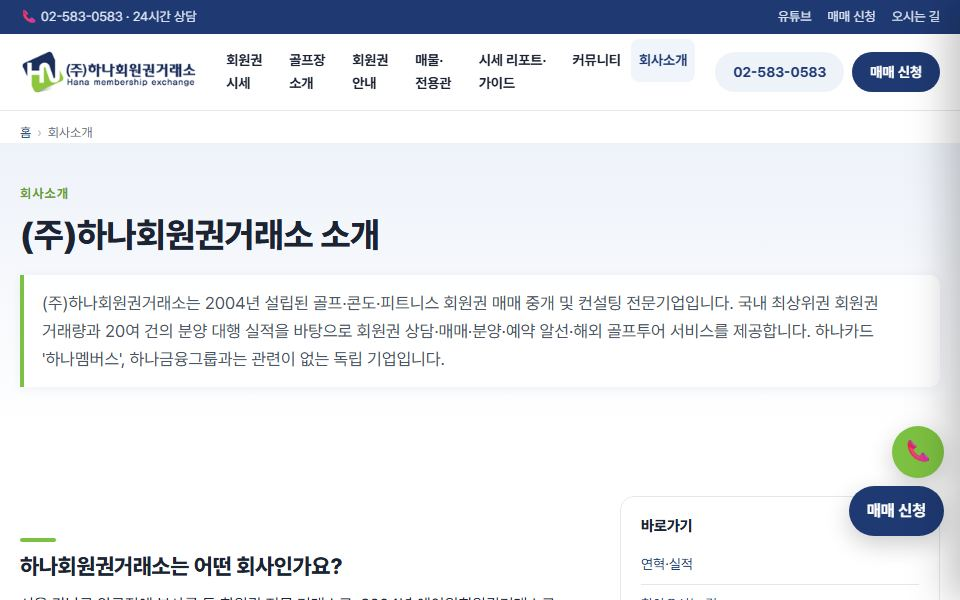 02-583-0583 · 24시간 상담
유튜브 매매 신청 오시는 길
HN (주)하나회원권거래소
Hana membership exchange
회원권 시세
골프장 소개
회원권 안내
매물· 전용관
시세 리포트· 가이드
커뮤니티
회사소개
02-583-0583
매매 신청
홈 › 회사소개
회사소개
(주)하나회원권거래소 소개
(주)하나회원권거래소는 2004년 설립된 골프·콘도·피트니스 회원권 매매 중개 및 컨설팅 전문기업입니다. 국내 최상위권 회원권
거래량과 20여 건의 분양 대행 실적을 바탕으로 회원권 상담·매매·분양·예약 알선·해외 골프투어 서비스를 제공합니다. 하나카드
'하나멤버스', 하나금융그룹과는 관련이 없는 독립 기업입니다.
매매 신청
바로가기
연혁·실적
하나회원권거래소는 어떤 회사인가요?